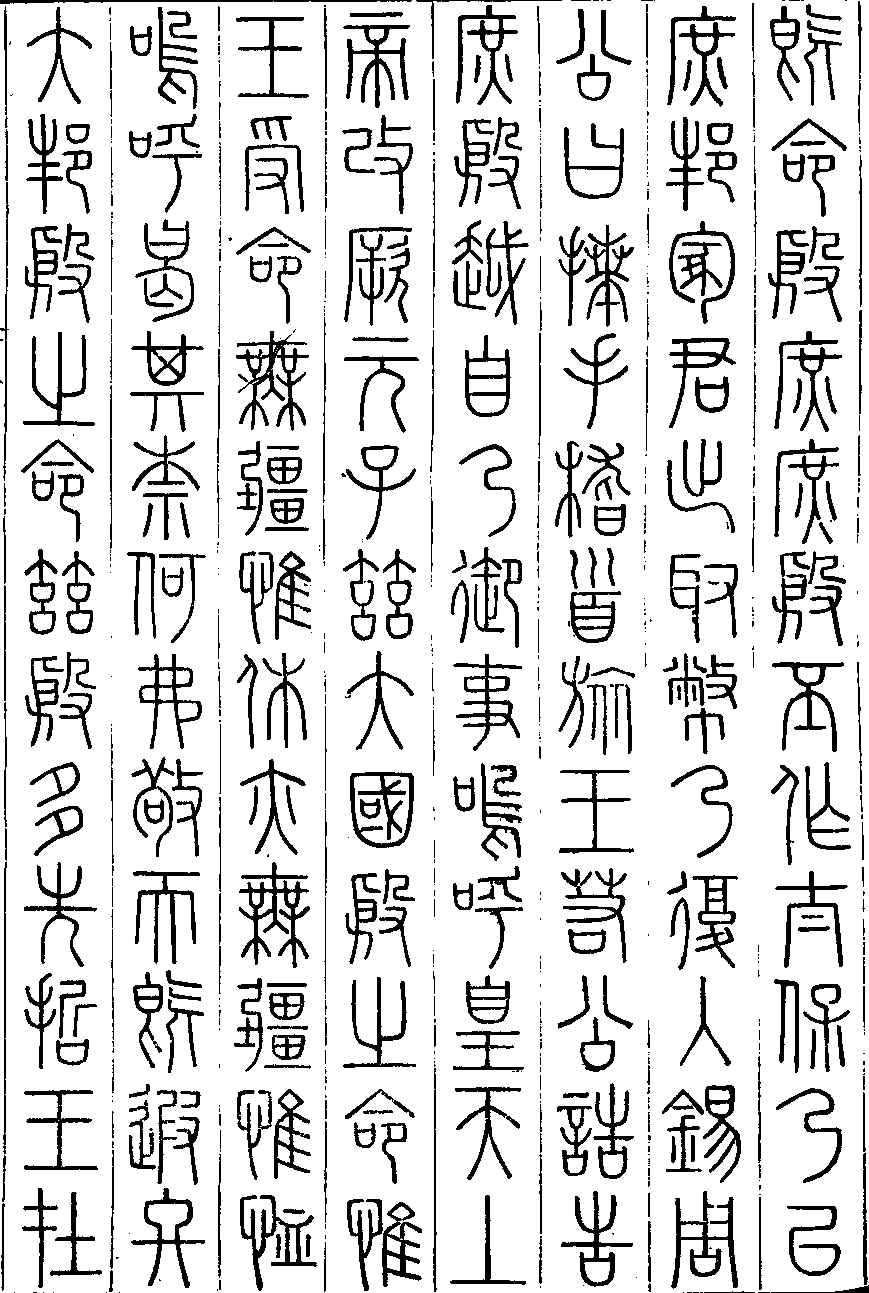 既命殷庶庶殷丕作太保乃以
庶邦冢君出取幣乃復入錫周
公曰拜手稽首旅王若公誥告
庶殷越自乃御事嗚呼皇天上
帝改厥元子茲大國殷之命惟
王受命無疆惟休亦無疆惟恤
嗚呼曷其奈何弗敬天既遐終
大邦殷之命茲殷多先哲王在